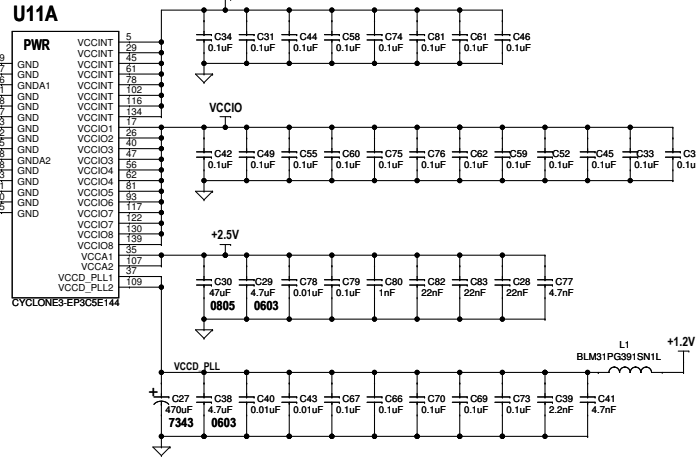 U11A
PWR
VCCINT 5
VCCINT 29
GND VCCINT 45
GND VCCINT 61
GNDA1 VCCINT 78
GND VCCINT 102
GND VCCINT 116
GND VCCINT 134
GND VCCIO1 17
GND VCCIO2 26
GND VCCIO3 40
GNDA2 VCCIO3 47
GND VCCIO4 56
GND VCCIO4 62
GND VCCIO5 81
GND VCCIO6 93
GND VCCIO7 117
VCCIO7 122
VCCIO8 130
VCCIO8 139
VCCA1 35
VCCA2 107
VCCD_PLL1 37
VCCD_PLL2 109
CYCLONE3-EP3C5E144
C34 C31 C44 C58 C74 C81 C61 C46
0.1uF 0.1uF 0.1uF 0.1uF 0.1uF 0.1uF 0.1uF 0.1uF
VCCIO
C42 C49 C55 C60 C75 C76 C62 C59 C52 C45 C33 C3
0.1uF 0.1uF 0.1uF 0.1uF 0.1uF 0.1uF 0.1uF 0.1uF 0.1uF 0.1uF 0.1uF 0.1u
+2.5V
C30 C29 C78 C79 C80 C82 C83 C28 C77
47uF 4.7uF 0.01uF 0.1uF 1nF 22nF 22nF 22nF 4.7nF
0805 0603
L1
BLM31PG391SN1L
+1.2V
VCCD_PLL
+
C27 C38 C40 C43 C67 C66 C70 C69 C73 C39 C41
470uF 4.7uF 0.01uF 0.01uF 0.1uF 0.1uF 0.1uF 0.1uF 0.1uF 2.2nF 4.7nF
7343 0603